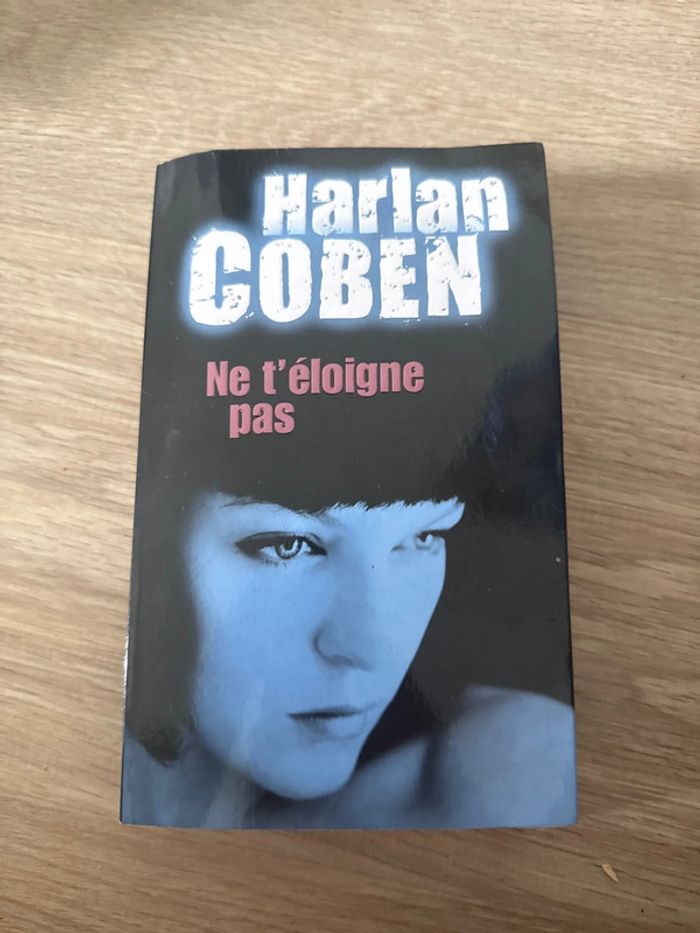 Harlan
COBEN
Ne t'éloigne
pas